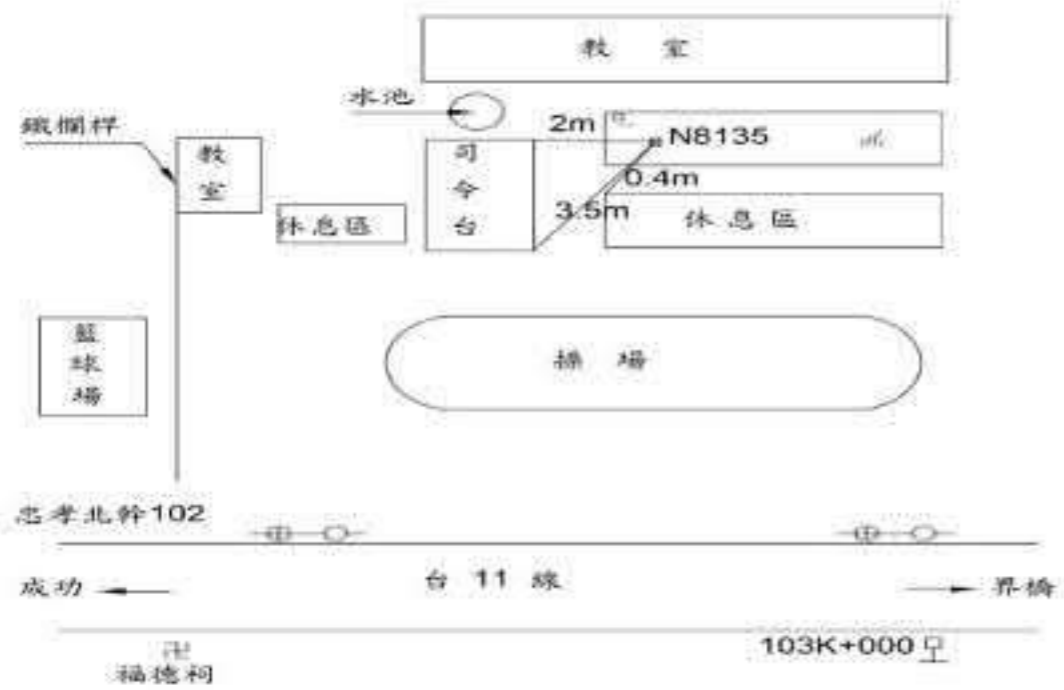 教室
水池
鐵欄桿
教室
司令台
2m
N8135
0.4m
3.5m
休息區
休息區
籃球場
操場
忠孝北幹102
成功
台 11 線
界橋
卍
103K+000
福德祠